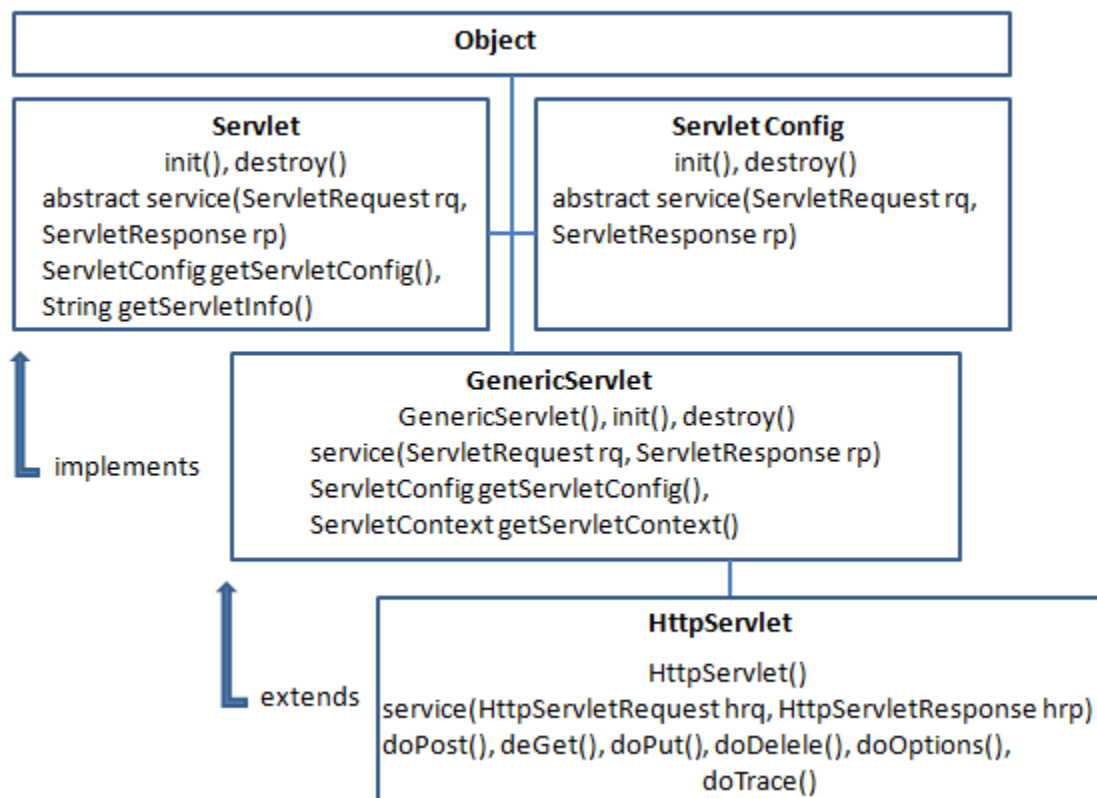 Object
Servlet
init(), destroy()
abstract service(ServletRequest rq,
ServletResponse rp)
ServletConfig getServletConfig(),
String getServletInfo()
Servlet Config
init(), destroy()
abstract service(ServletRequest rq,
ServletResponse rp)
GenericServlet
GenericServlet(), init(), destroy()
service(ServletRequest rq, ServletResponse rp)
ServletConfig getServletConfig(),
ServletContext getServletContext()
implements
HttpServlet
HttpServlet()
service(HttpServletRequest hrq, HttpServletResponse hrp)
doPost(), deGet(), doPut(), doDelele(), doOptions(),
doTrace()
extends